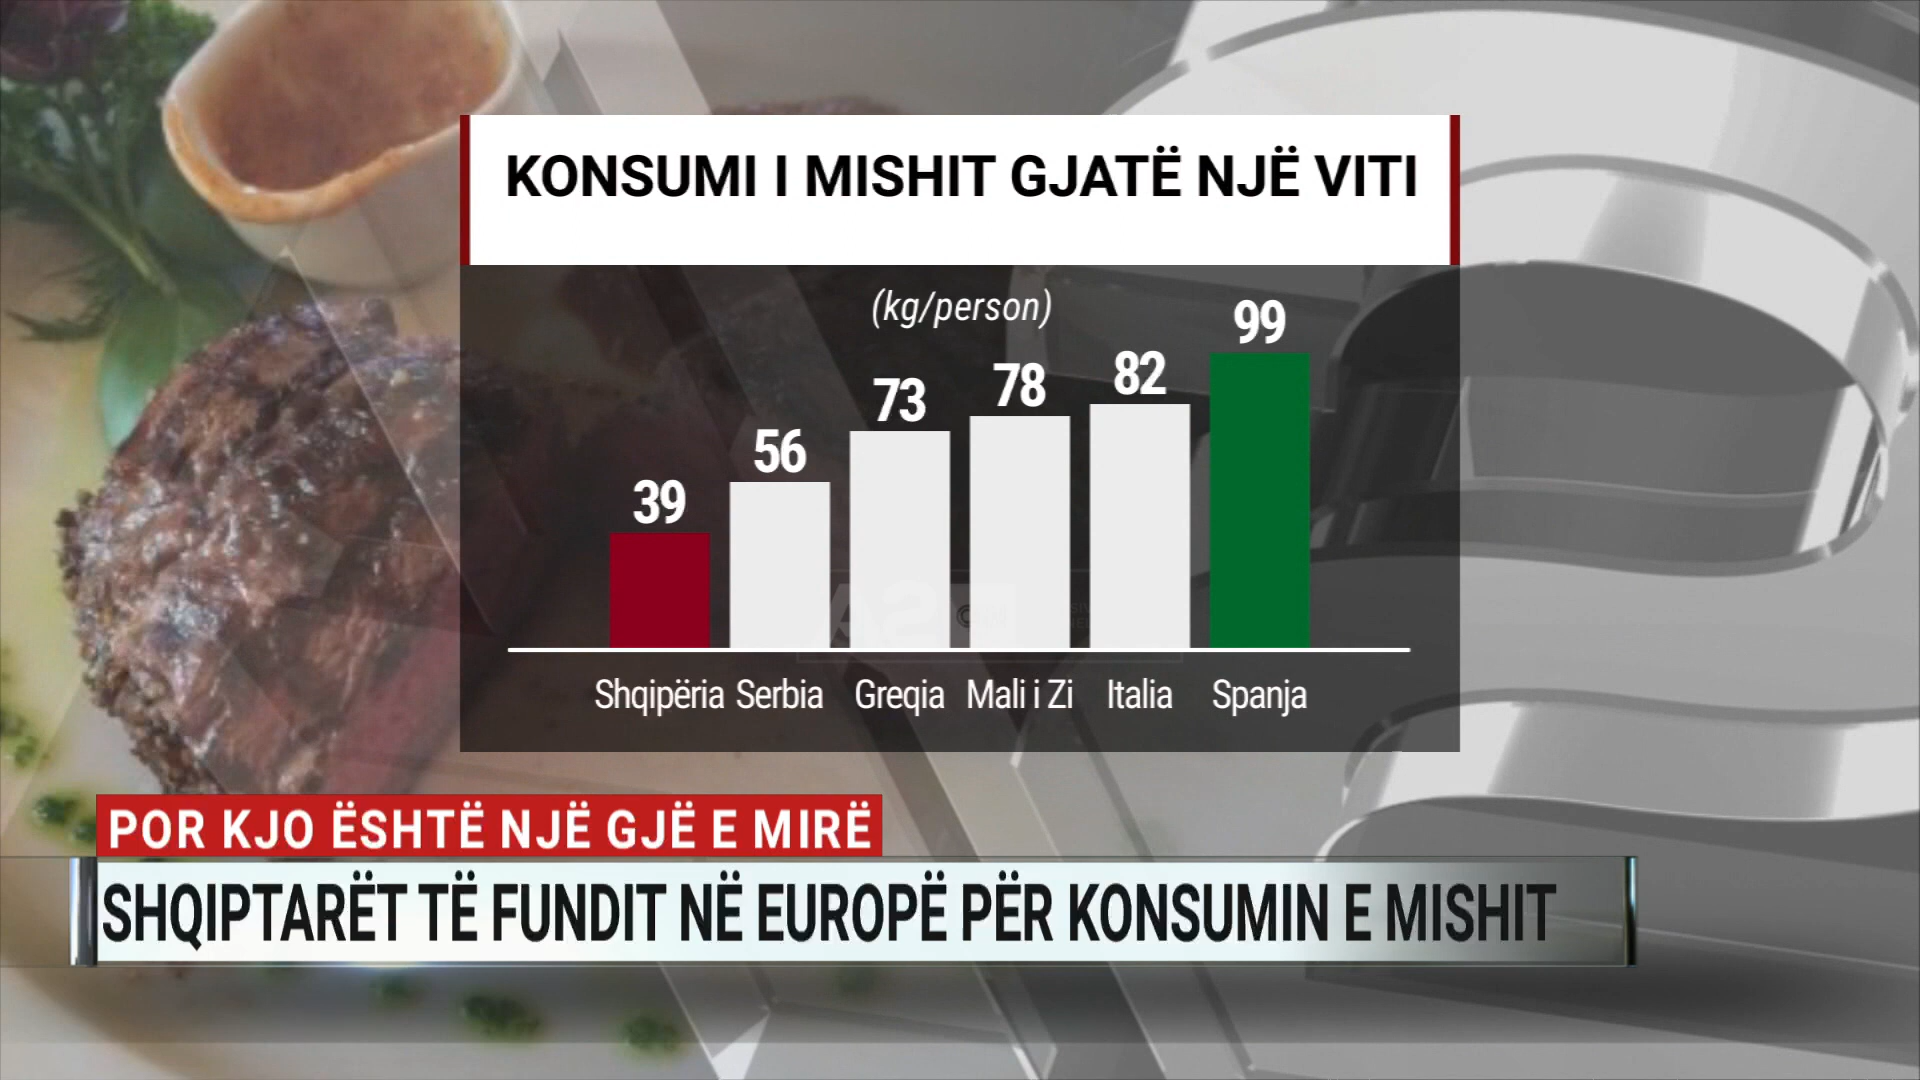 KONSUMI I MISHIT GJATË NJË VITI
(kg/person)
39 56 73 78 82 99
Shqipëria Serbia Greqia Mali i Zi Italia Spanja
POR KJO ËSHTË NJË GJË E MIRË
SHQIPTARËT TË FUNDIT NË EUROPË PËR KONSUMIN E MISHIT